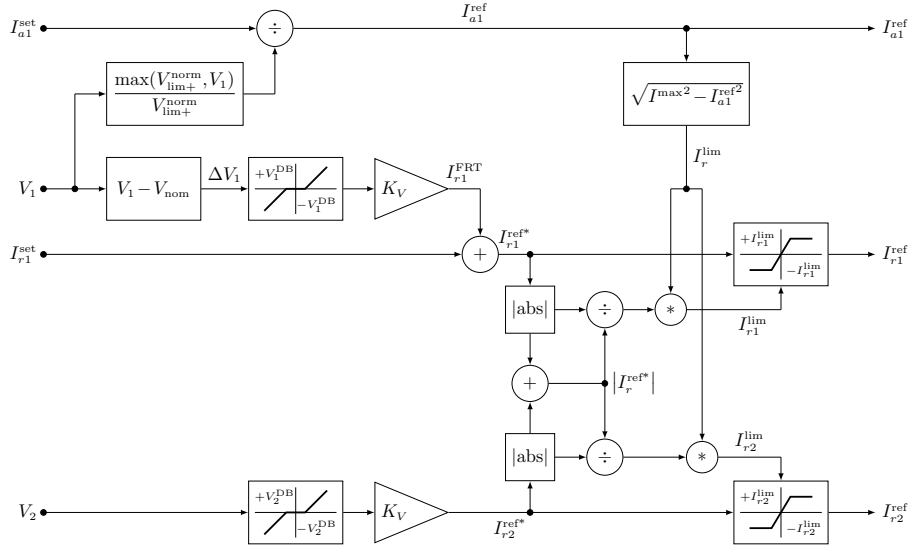 I_{a1}^{set}
÷
I_{a1}^{ref}
I_{a1}^{ref}
max(V_{lim+}^{norm}, V_1)
V_{lim+}^{norm}
√(I^{max 2} − I_{a1}^{ref 2})
I_r^{lim}
V_1
V_1 − V_{nom}
ΔV_1
+V_1^{DB}
−V_1^{DB}
K_V
I_{r1}^{FRT}
I_{r1}^{set}
+
I_{r1}^{ref*}
+I_{r1}^{lim}
−I_{r1}^{lim}
I_{r1}^{ref}
|abs|
÷
*
I_{r1}^{lim}
+
|I_r^{ref*}|
|abs|
÷
*
I_{r2}^{lim}
V_2
+V_2^{DB}
−V_2^{DB}
K_V
I_{r2}^{ref*}
+I_{r2}^{lim}
−I_{r2}^{lim}
I_{r2}^{ref}